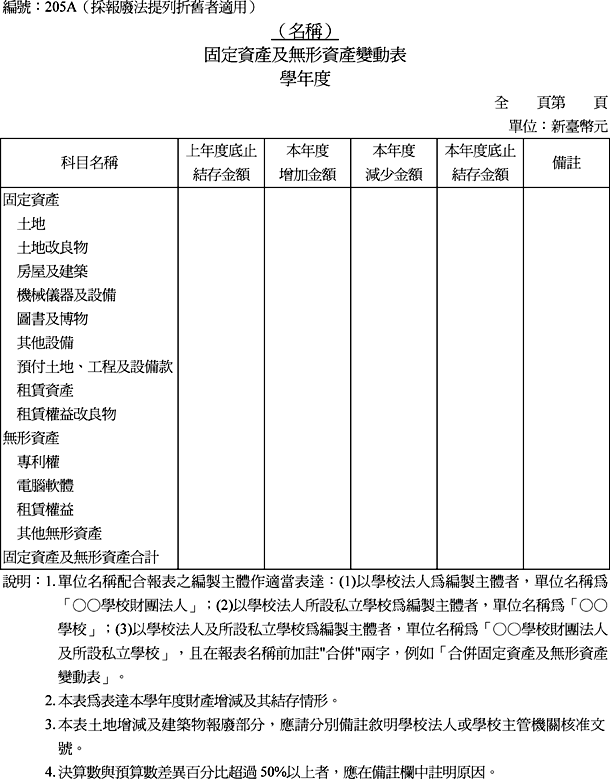 編號：205A（採報廢法提列折舊者適用）
（名稱）
固定資產及無形資產變動表
學年度
全　　頁第　　頁
單位：新臺幣元
科目名稱　上年度底止結存金額　本年度增加金額　本年度減少金額　本年度底止結存金額　備註
固定資產
土地
土地改良物
房屋及建築
機械儀器及設備
圖書及博物
其他設備
預付土地、工程及設備款
租賃資產
租賃權益改良物
無形資產
專利權
電腦軟體
租賃權益
其他無形資產
固定資產及無形資產合計
說明：1.單位名稱配合報表之編製主體作適當表達：(1)以學校法人為編製主體者，單位名稱為
「○○學校財團法人」；(2)以學校法人所設私立學校為編製主體者，單位名稱為「○○
學校」；(3)以學校法人及所設私立學校為編製主體者，單位名稱為「○○學校財團法人
及所設私立學校」，且在報表名稱前加註"合併"兩字，例如「合併固定資產及無形資產
變動表」。
2.本表為表達本學年度財產增減及其結存情形。
3.本表土地增減及建築物報廢部分，應請分別備註敘明學校法人或學校主管機關核准文
號。
4.決算數與預算數差異百分比超過50%以上者，應在備註欄中註明原因。